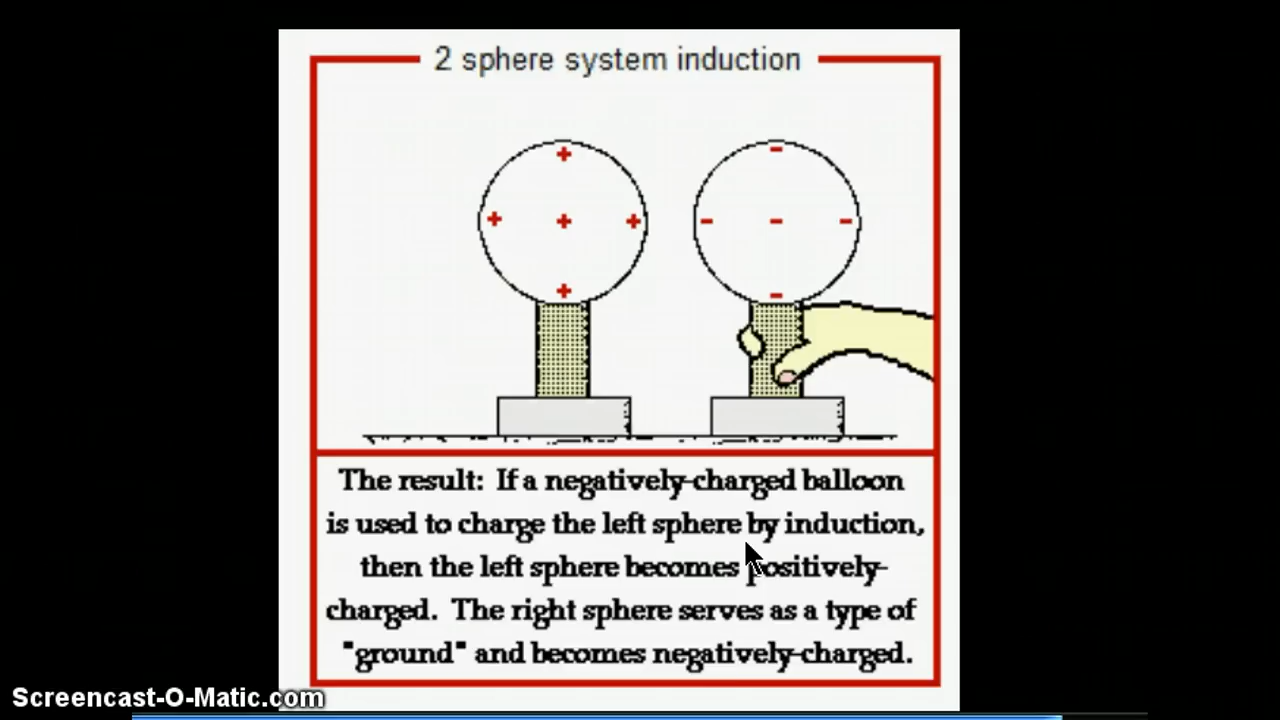 2 sphere system induction
+ -
+ + + - - -
+ -
The result: If a negatively-charged balloon
is used to charge the left sphere by induction,
then the left sphere becomes positively-
charged. The right sphere serves as a type of
"ground" and becomes negatively-charged.
Screencast-O-Matic.com